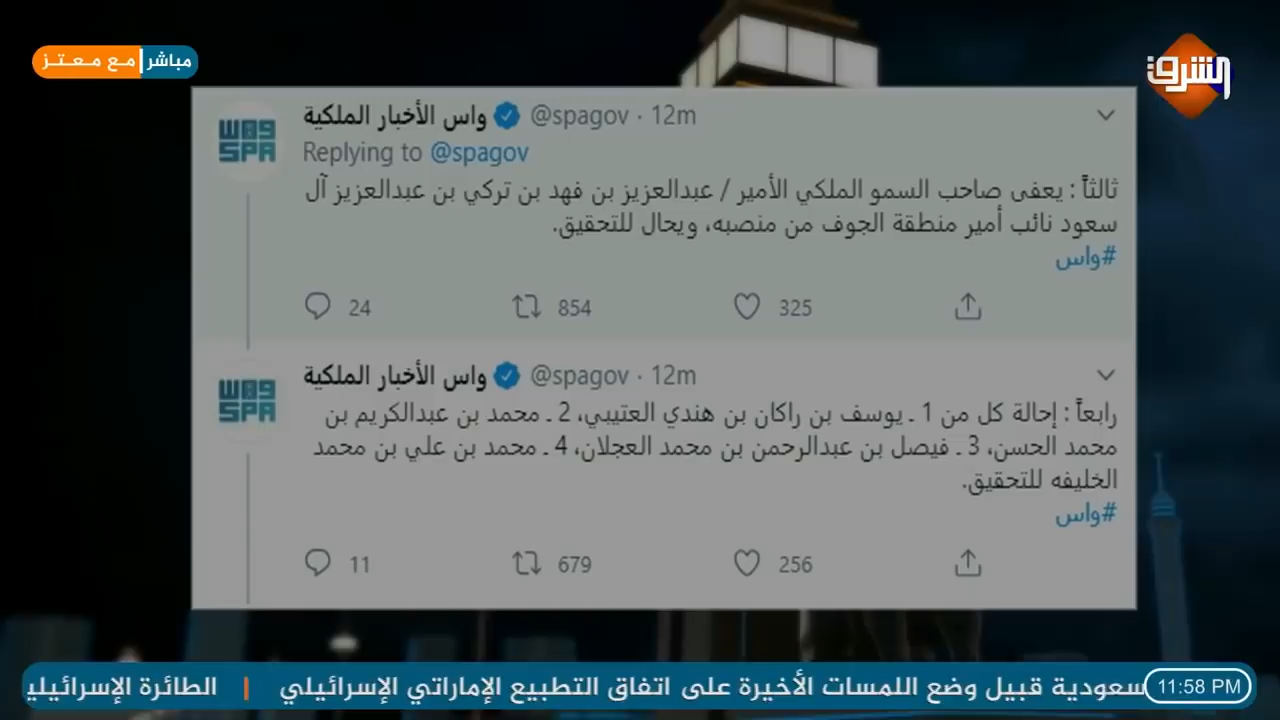 مباشر|مـع مـعـتـز
الشرق
واس الأخبار الملكية @spagov · 12m
Replying to @spagov
ثالثاً : يعفى صاحب السمو الملكي الأمير / عبدالعزيز بن فهد بن تركي بن عبدالعزيز آل
سعود نائب أمير منطقة الجوف من منصبه، ويحال للتحقيق.
#واس
24 854 325
واس الأخبار الملكية @spagov · 12m
رابعاً : إحالة كل من 1 ـ يوسف بن راكان بن هندي العتيبي، 2 ـ محمد بن عبدالكريم بن
محمد الحسن، 3 ـ فيصل بن عبدالرحمن بن محمد العجلان، 4 ـ محمد بن علي بن محمد
الخليفه للتحقيق.
#واس
11 679 256
11:58 PM سعودية قبيل وضع اللمسات الأخيرة على اتفاق التطبيع الإماراتي الإسرائيلي | الطائرة الإسرائيلي